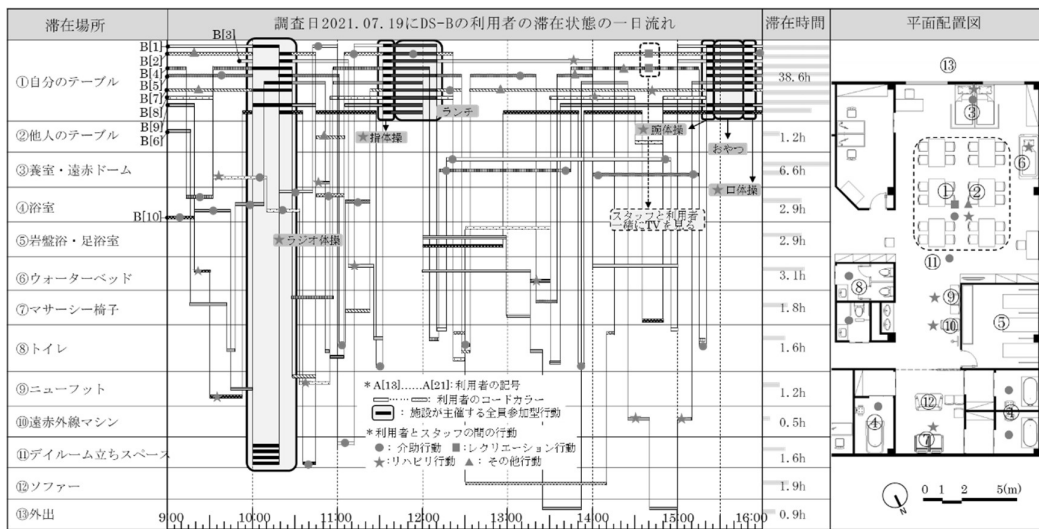 滞在場所
調査日2021.07.19にDS-Bの利用者の滞在状態の一日流れ
滞在時間
平面配置図
①自分のテーブル
②他人のテーブル
③養室・遠赤ドーム
④浴室
⑤岩盤浴・足浴室
⑥ウォーターベッド
⑦マサーシー椅子
⑧トイレ
⑨ニューフット
⑩遠赤外線マシン
⑪デイルーム立ちスペース
⑫ソファー
⑬外出
B[3]
B[1]
B[2]
B[4]
B[5]
B[7]
B[8]
B[9]
B[6]
B[10]
★ラジオ体操
★指体操
ランチ
★腕体操
おやつ
★口体操
スタッフと利用者
一緒にTVを見る
*A[13]……A[21]:利用者の記号
:利用者のコードカラー
:施設が主催する全員参加型行動
*利用者とスタッフの間の行動
●:介助行動 ■:レクリエーション行動
★:リハビリ行動 ▲:その他行動
9:00 10:00 11:00 12:00 13:00 14:00 15:00 16:00
38.6h
1.2h
6.6h
2.9h
2.9h
3.1h
1.8h
1.6h
1.2h
0.5h
1.6h
1.9h
0.9h
⑬
③
⑥
① ②
⑪
⑧
⑨
⑩
⑤
⑫
④
④
⑦
N
0 1 2 5(m)